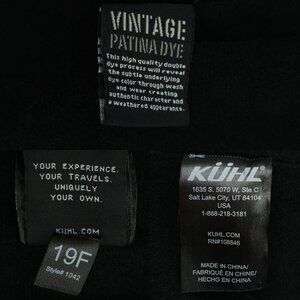 VINTAGE
PATINA DYE
This high quality double
dye process will reveal
the subtle underlying
dye color through wash
and wear creating
authentic character and
a weathered appearance.
YOUR EXPERIENCE.
YOUR TRAVELS.
UNIQUELY
YOUR OWN.
KUHL.COM
19F
Style# 1042
KÜHL
1635 S. 5070 W, Ste C
Salt Lake City, UT 84104
USA
1-888-218-3181
KUHL.COM
RN#108846
MADE IN CHINA/
FABRIQUÉ EN CHINE/
HECHO EN CHINA/